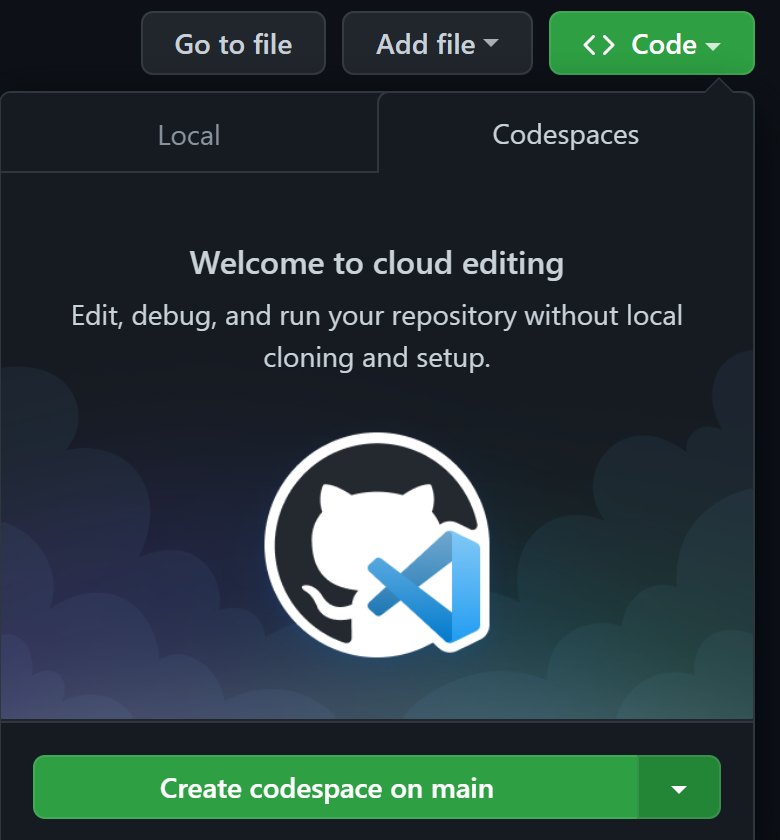 Go to file
Add file
Code
Local
Codespaces
Welcome to cloud editing
Edit, debug, and run your repository without local
cloning and setup.
Create codespace on main